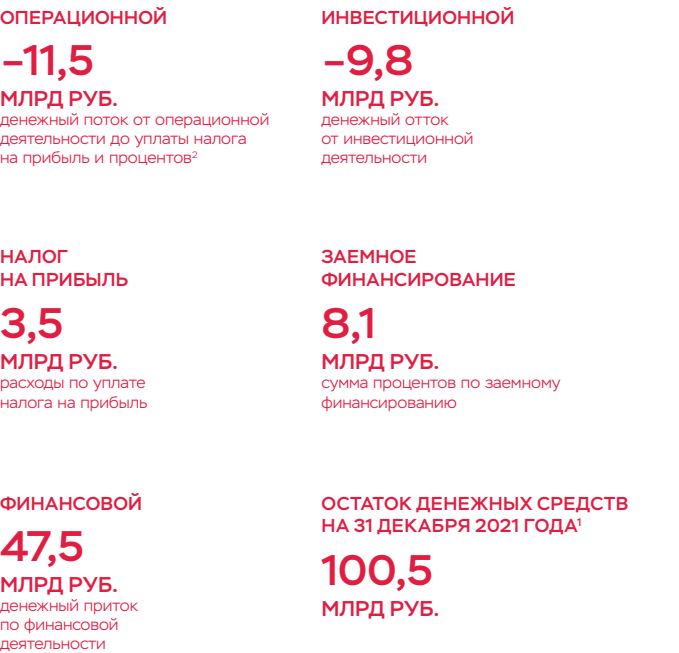 ОПЕРАЦИОННОЙ
–11,5
МЛРД РУБ.
денежный поток от операционной
деятельности до уплаты налога
на прибыль и процентов²
ИНВЕСТИЦИОННОЙ
–9,8
МЛРД РУБ.
денежный отток
от инвестиционной
деятельности
НАЛОГ
НА ПРИБЫЛЬ
3,5
МЛРД РУБ.
расходы по уплате
налога на прибыль
ЗАЕМНОЕ
ФИНАНСИРОВАНИЕ
8,1
МЛРД РУБ.
сумма процентов по заемному
финансированию
ФИНАНСОВОЙ
47,5
МЛРД РУБ.
денежный приток
по финансовой
деятельности
ОСТАТОК ДЕНЕЖНЫХ СРЕДСТВ
НА 31 ДЕКАБРЯ 2021 ГОДА¹
100,5
МЛРД РУБ.